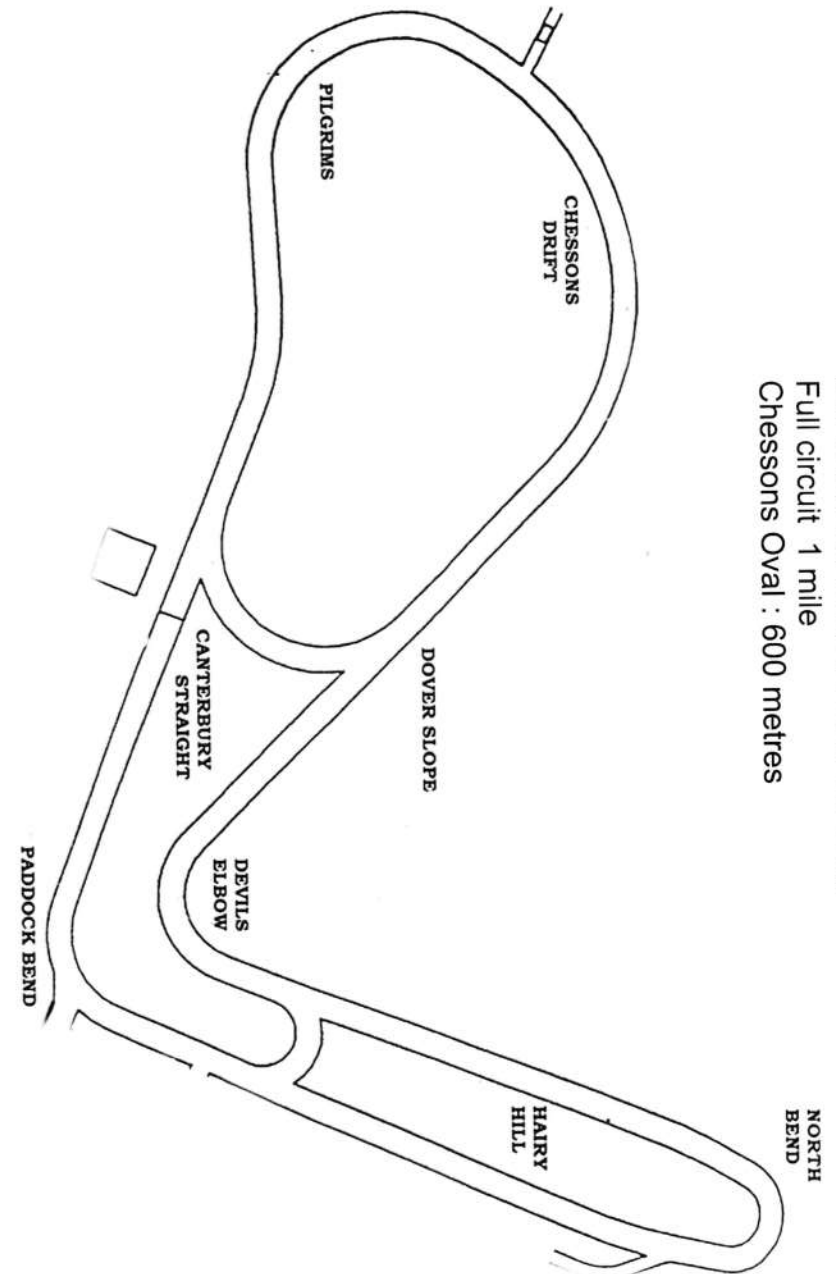 Full circuit 1 mile
Chessons Oval : 600 metres
NORTH
BEND
CHESSONS
DRIFT
PILGRIMS
DOVER SLOPE
HAIRY
HILL
DEVILS
ELBOW
CANTERBURY
STRAIGHT
PADDOCK BEND